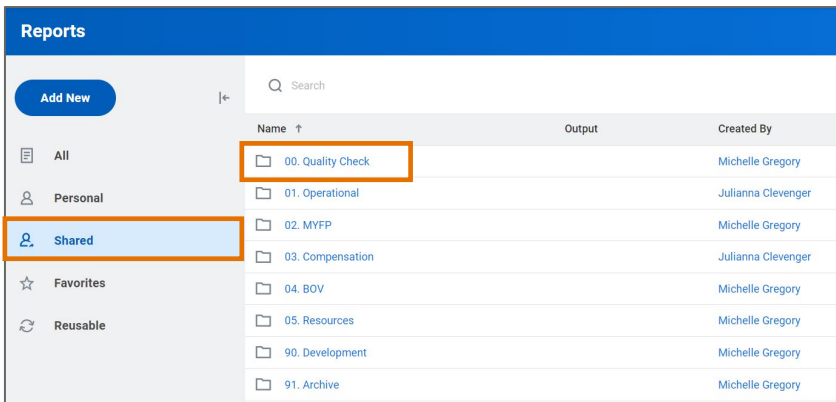 Reports
Add New
All
Personal
Shared
Favorites
Reusable
Search
Name Output Created By
00. Quality Check Michelle Gregory
01. Operational Julianna Clevenger
02. MYFP Michelle Gregory
03. Compensation Julianna Clevenger
04. BOV Michelle Gregory
05. Resources Michelle Gregory
90. Development Michelle Gregory
91. Archive Michelle Gregory